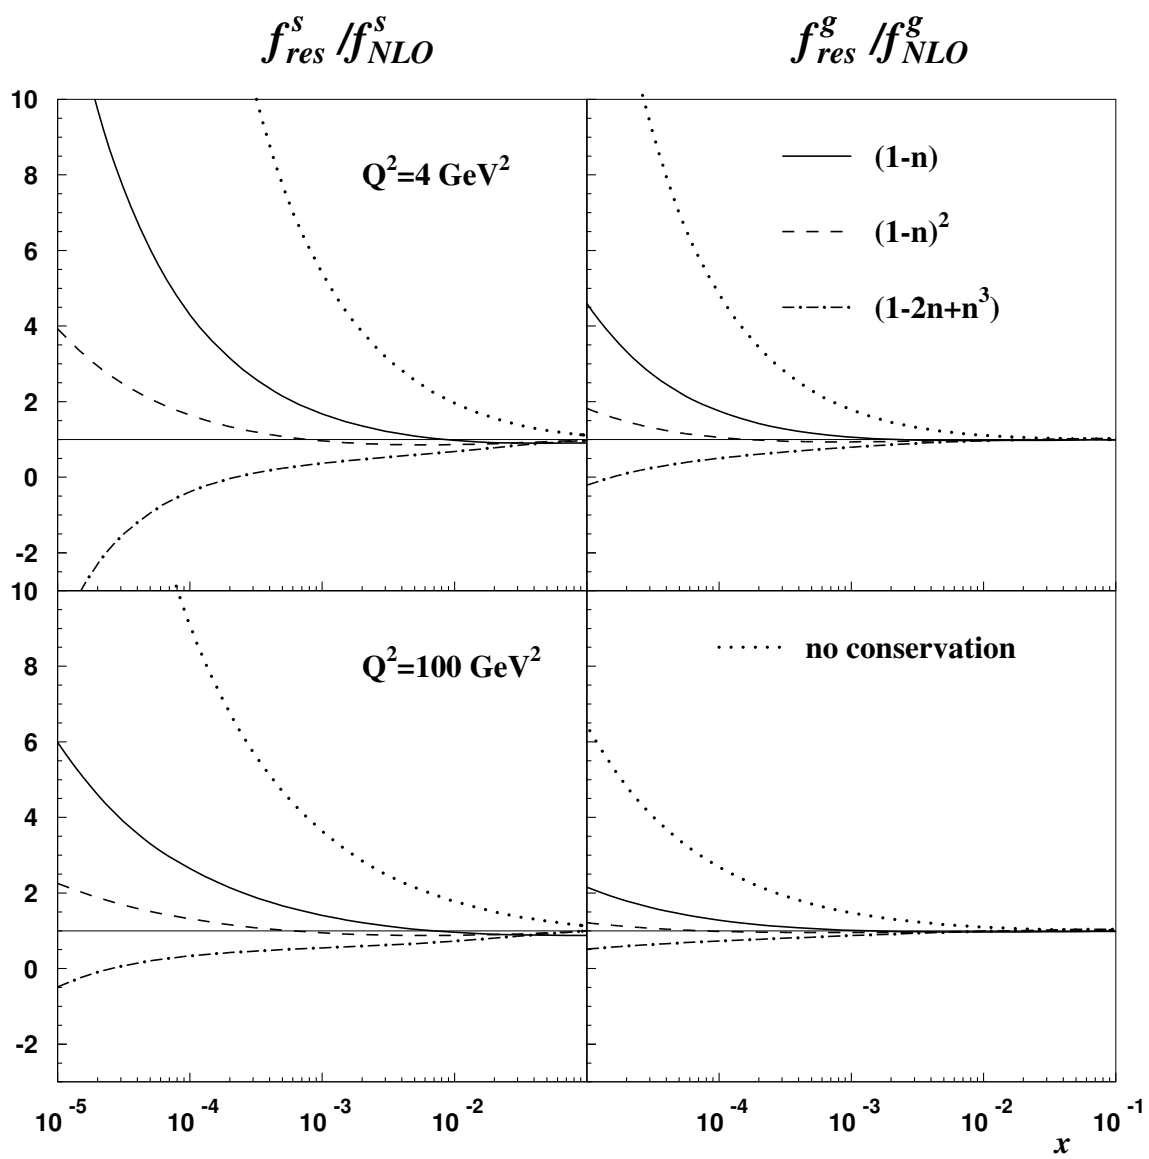 f^s_res /f^s_NLO f^g_res /f^g_NLO
10
8
6
4
2
0
-2
Q^2=4 GeV^2
(1-n)
(1-n)^2
(1-2n+n^3)
10
8
6
4
2
0
-2
Q^2=100 GeV^2
no conservation
10^-5 10^-4 10^-3 10^-2 10^-4 10^-3 10^-2 10^-1
x